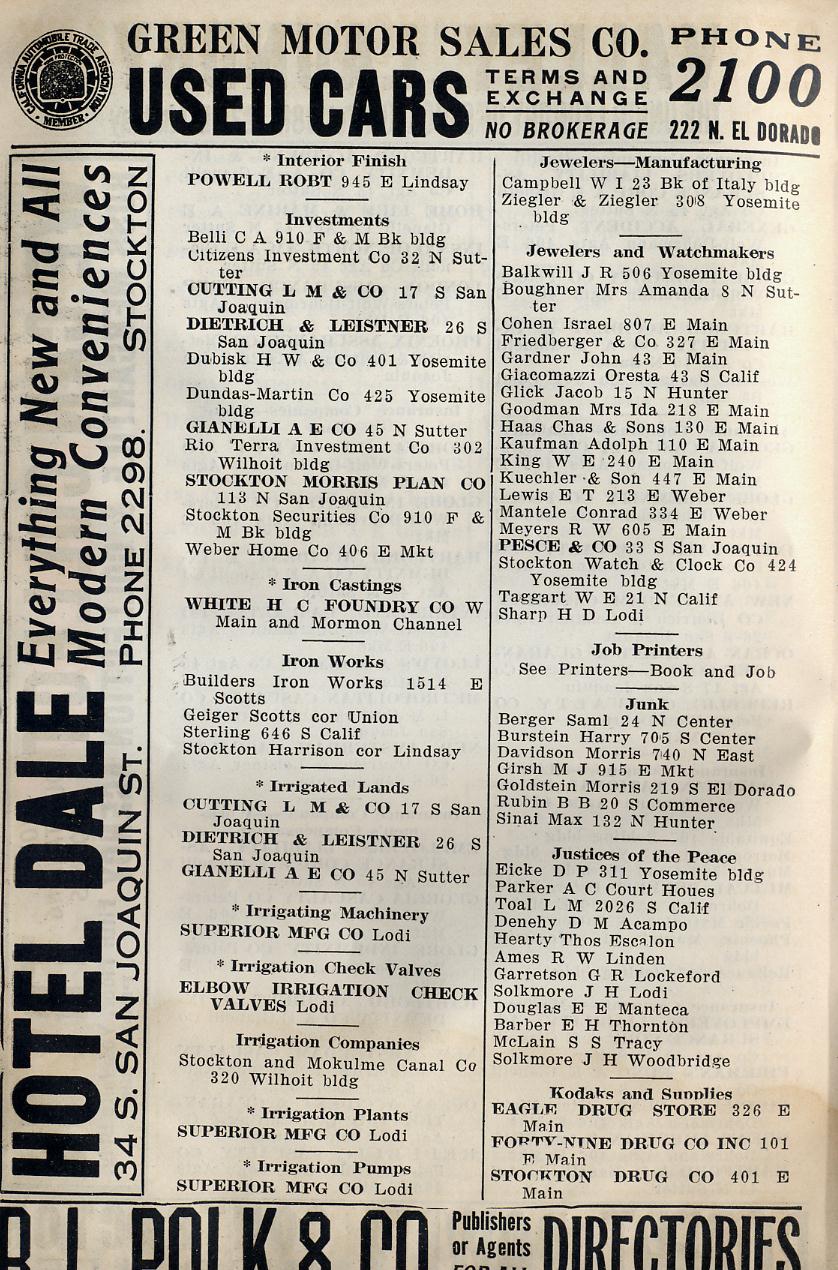 CALIFORNIA AUTOMOBILE TRADE ASSOCIATION
MEMBER
GREEN MOTOR SALES CO.
USED CARS
TERMS AND
EXCHANGE
NO BROKERAGE
PHONE
2100
222 N. EL DORADO
HOTEL DALE
Everything New and All
Modern Conveniences
34 S. SAN JOAQUIN ST. PHONE 2298. STOCKTON
* Interior Finish
POWELL ROBT 945 E Lindsay
Investments
Belli C A 910 F & M Bk bldg
Citizens Investment Co 32 N Sut-
ter
CUTTING L M & CO 17 S San
Joaquin
DIETRICH & LEISTNER 26 S
San Joaquin
Dubisk H W & Co 401 Yosemite
bldg
Dundas-Martin Co 425 Yosemite
bldg
GIANELLI A E CO 45 N Sutter
Rio Terra Investment Co 302
Wilhoit bldg
STOCKTON MORRIS PLAN CO
113 N San Joaquin
Stockton Securities Co 910 F &
M Bk bldg
Weber Home Co 406 E Mkt
* Iron Castings
WHITE H C FOUNDRY CO W
Main and Mormon Channel
Iron Works
Builders Iron Works 1514 E
Scotts
Geiger Scotts cor Union
Sterling 646 S Calif
Stockton Harrison cor Lindsay
* Irrigated Lands
CUTTING L M & CO 17 S San
Joaquin
DIETRICH & LEISTNER 26 S
San Joaquin
GIANELLI A E CO 45 N Sutter
* Irrigating Machinery
SUPERIOR MFG CO Lodi
* Irrigation Check Valves
ELBOW IRRIGATION CHECK
VALVES Lodi
Irrigation Companies
Stockton and Mokulme Canal Co
320 Wilhoit bldg
* Irrigation Plants
SUPERIOR MFG CO Lodi
* Irrigation Pumps
SUPERIOR MFG CO Lodi
Jewelers—Manufacturing
Campbell W I 23 Bk of Italy bldg
Ziegler & Ziegler 308 Yosemite
bldg
Jewelers and Watchmakers
Balkwill J R 506 Yosemite bldg
Boughner Mrs Amanda 8 N Sut-
ter
Cohen Israel 807 E Main
Friedberger & Co 327 E Main
Gardner John 43 E Main
Giacomazzi Oresta 43 S Calif
Glick Jacob 15 N Hunter
Goodman Mrs Ida 218 E Main
Haas Chas & Sons 130 E Main
Kaufman Adolph 110 E Main
King W E 240 E Main
Kuechler & Son 447 E Main
Lewis E T 213 E Weber
Mantele Conrad 334 E Weber
Meyers R W 605 E Main
PESCE & CO 33 S San Joaquin
Stockton Watch & Clock Co 424
Yosemite bldg
Taggart W E 21 N Calif
Sharp H D Lodi
Job Printers
See Printers—Book and Job
Junk
Berger Saml 24 N Center
Burstein Harry 705 S Center
Davidson Morris 740 N East
Girsh M J 915 E Mkt
Goldstein Morris 219 S El Dorado
Rubin B B 20 S Commerce
Sinai Max 132 N Hunter
Justices of the Peace
Eicke D P 311 Yosemite bldg
Parker A C Court Houes
Toal L M 2026 S Calif
Denehy D M Acampo
Hearty Thos Escalon
Ames R W Linden
Garretson G R Lockeford
Solkmore J H Lodi
Douglas E E Manteca
Barber E H Thornton
McLain S S Tracy
Solkmore J H Woodbridge
Kodaks and Supplies
EAGLE DRUG STORE 326 E
Main
FORTY-NINE DRUG CO INC 101
E Main
STOCKTON DRUG CO 401 E
Main
R. L. POLK & CO
Publishers
or Agents
FOR ALL
DIRECTORIES